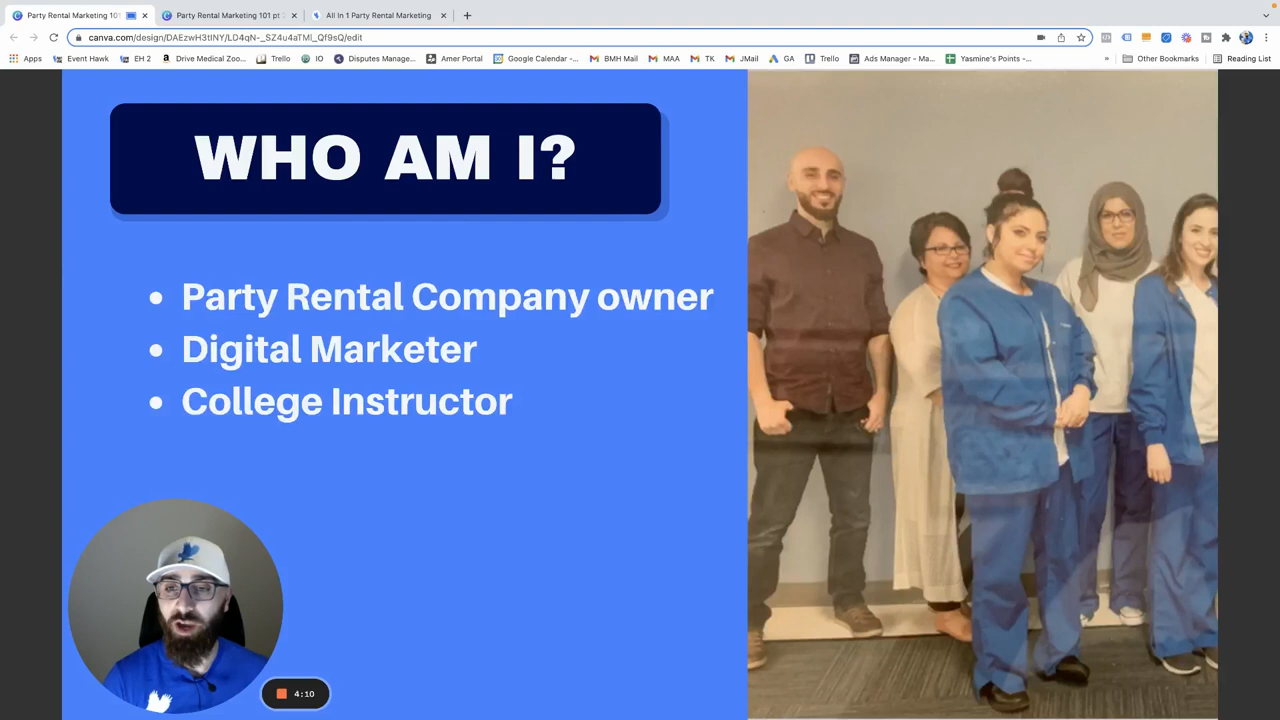 Party Rental Marketing 101
Party Rental Marketing 101 pt
All In 1 Party Rental Marketing
canva.com/design/DAEzwH3tINY/LD4qN-_SZ4u4aTMl_Qf9sQ/edit
Apps
Event Hawk
EH 2
Drive Medical Zoo...
Trello
IO
Disputes Manage...
Amer Portal
Google Calendar -...
BMH Mail
MAA
TK
JMail
GA
Trello
Ads Manager - Ma...
Yasmine's Points -...
»
Other Bookmarks
Reading List
WHO AM I?
• Party Rental Company owner
• Digital Marketer
• College Instructor
4:10